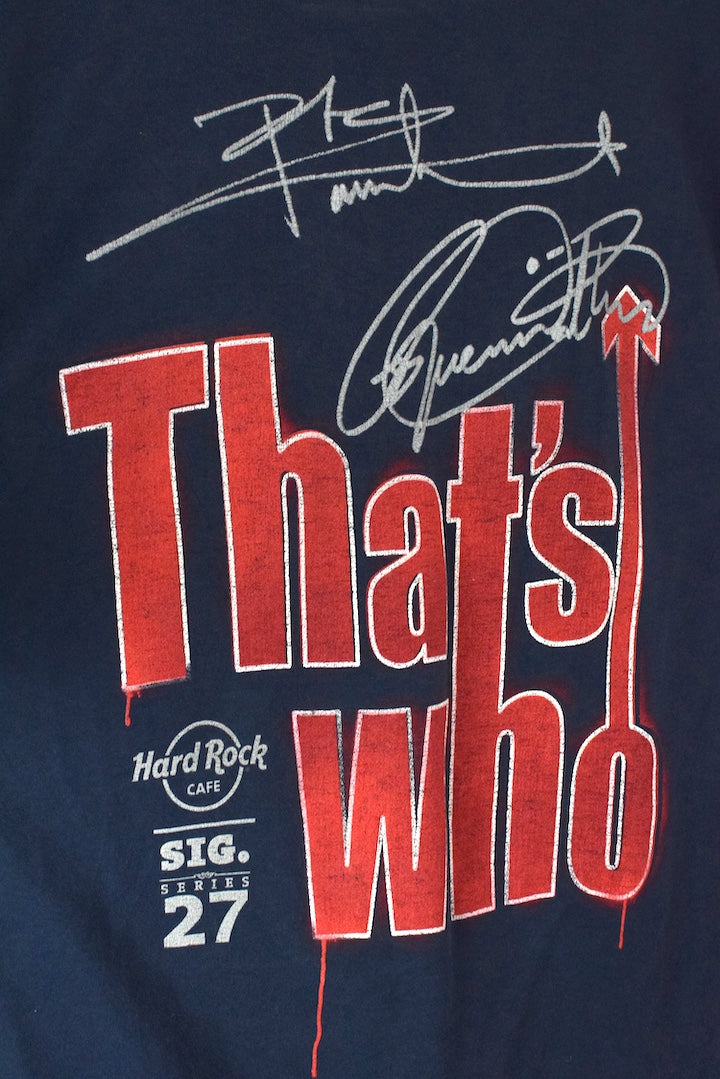 That's
who
Hard Rock
CAFE
SIG.
SERIES
27